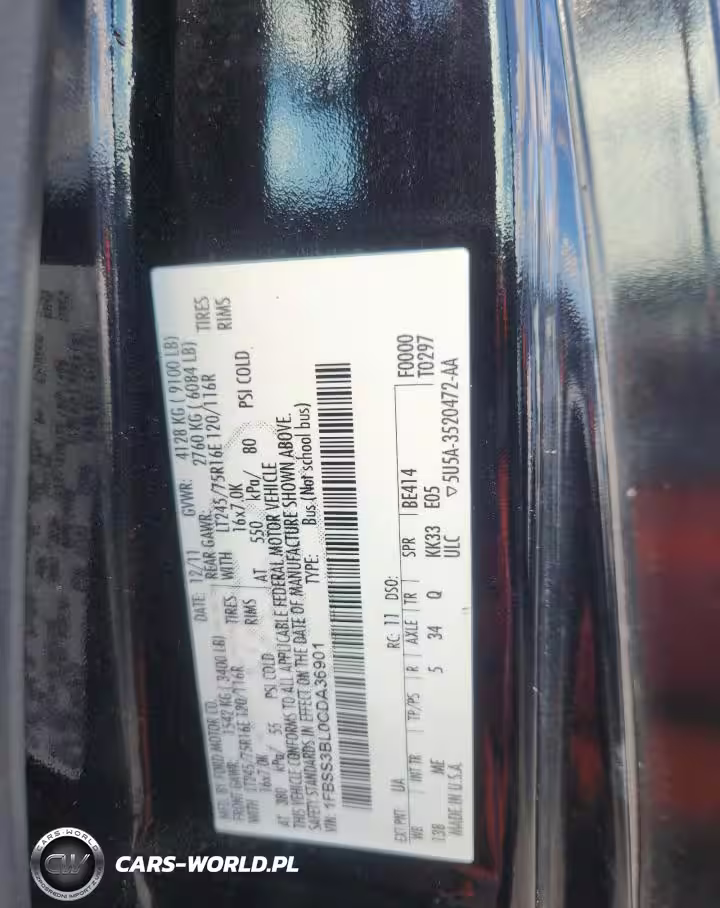 MFD. BY FORD MOTOR CO. DATE: 12/11 GVWR: 4128 KG ( 9100 LB)
FRONT GAWR: 1542 KG ( 3400 LB) REAR GAWR: 2760 KG ( 6084 LB)
WITH LT245/75R16E 120/116R TIRES WITH LT245/75R16E 120/116R TIRES
16x7.0K RIMS 16x7.0K RIMS
AT 380 kPa/ 55 PSI COLD AT 550 kPa/ 80 PSI COLD
THIS VEHICLE CONFORMS TO ALL APPLICABLE FEDERAL MOTOR VEHICLE
SAFETY STANDARDS IN EFFECT ON THE DATE OF MANUFACTURE SHOWN ABOVE.
VIN: 1FBSS3BL0CDA36901 TYPE: Bus (Not school bus)
F0000
T0297
EXT PNT: UA RC: 11 DSO:
WB INT TR TP/PS R AXLE TR SPR BE414
138 ME 5 34 Q KK33 E05
MADE IN U.S.A. ULC ▽5U5A-3520472-AA
CARS-WORLD.PL
CW